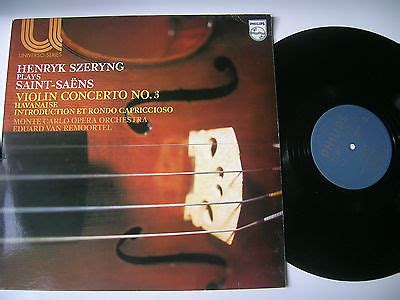 PHILIPS
UNIVERSO SERIES
HENRYK SZERYNG
PLAYS
SAINT-SAËNS
VIOLIN CONCERTO NO. 3
HAVANAISE
INTRODUCTION ET RONDO CAPRICCIOSO
MONTE CARLO OPERA ORCHESTRA
EDUARD VAN REMOORTEL